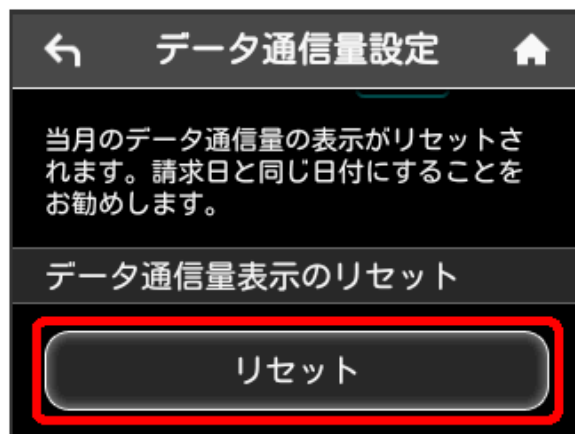 データ通信量設定
当月のデータ通信量の表示がリセットさ
れます。請求日と同じ日付にすることを
お勧めします。
データ通信量表示のリセット
リセット